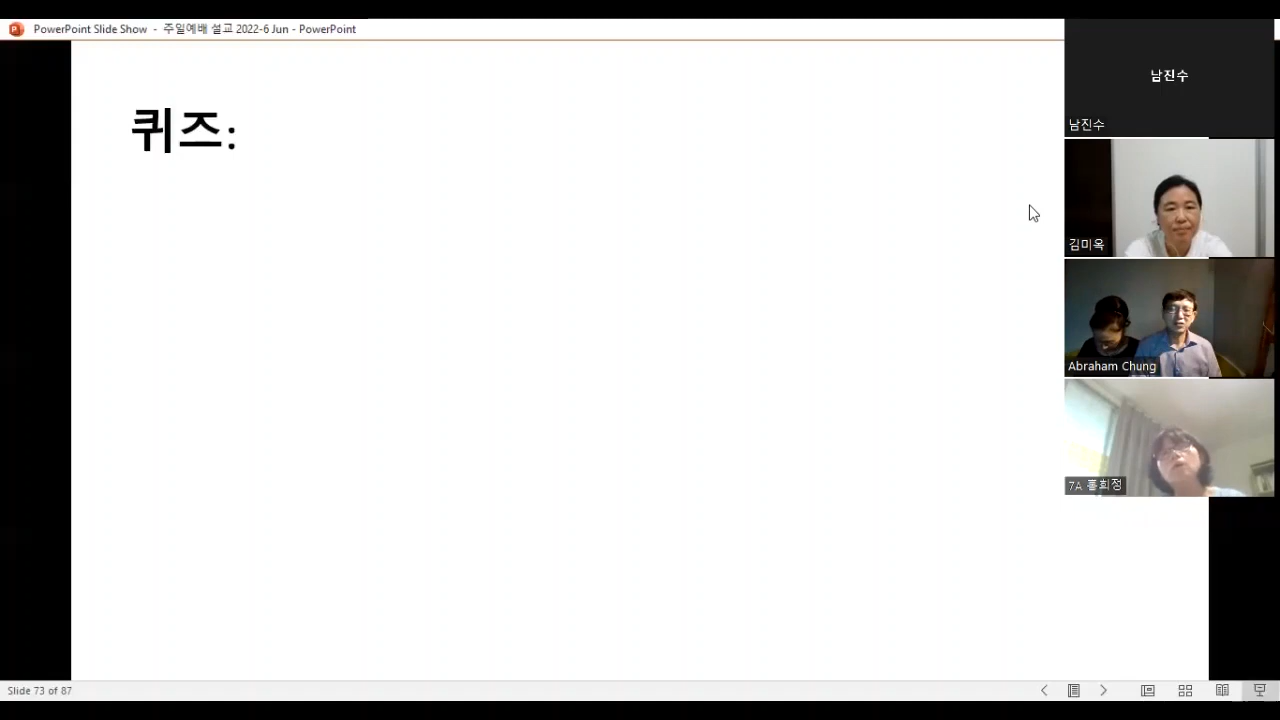 PowerPoint Slide Show - 주일예배 설교 2022-6 Jun - PowerPoint
퀴즈:
남진수
남진수
김미옥
Abraham Chung
7A 홍희정
Slide 73 of 87